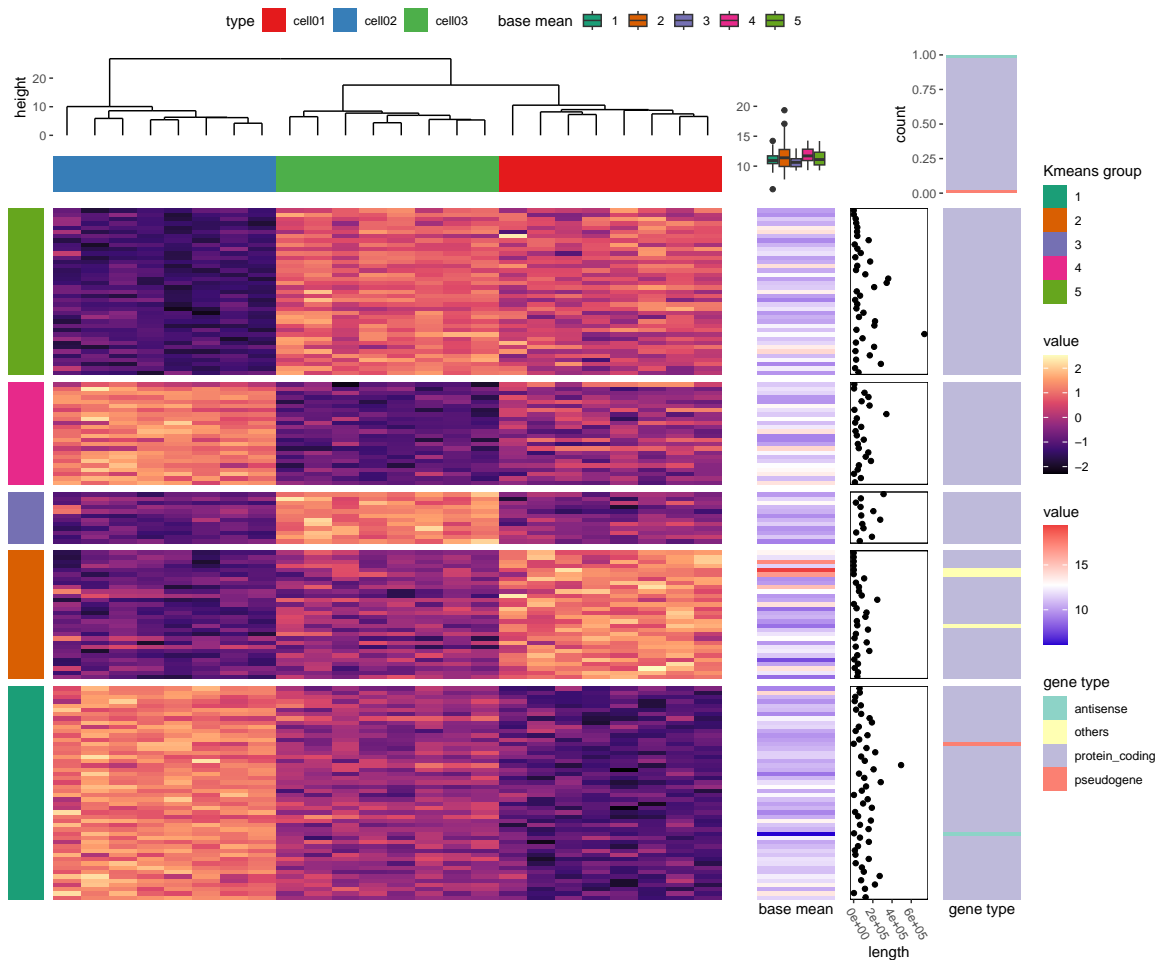 type cell01 cell02 cell03 base mean 1 2 3 4 5
height
20
10
0
20
15
10
count
1.00
0.75
0.50
0.25
0.00
Kmeans group
1
2
3
4
5
value
2
1
0
−1
−2
value
15
10
gene type
antisense
others
protein_coding
pseudogene
base mean
0e+00 2e+05 4e+05 6e+05
length
gene type